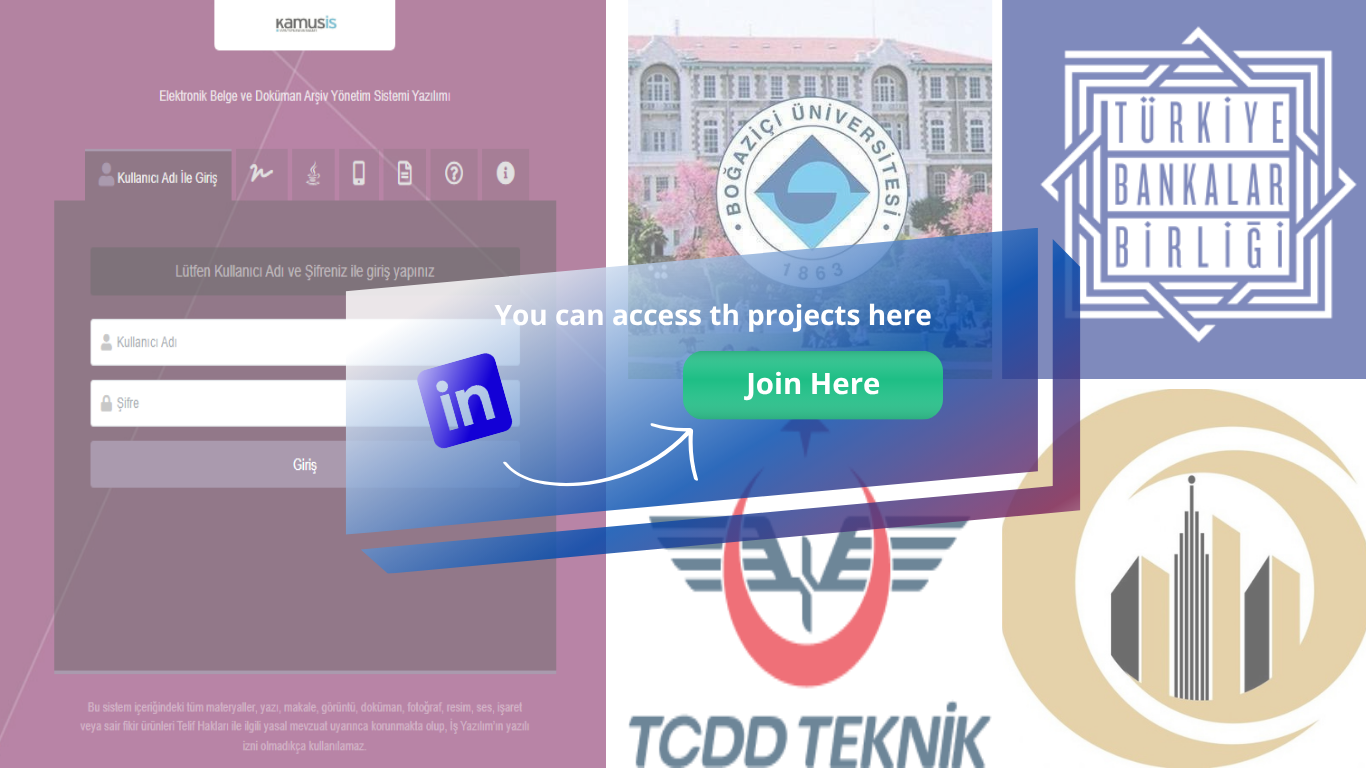 Kamusis
Elektronik Belge ve Doküman Arşiv Yönetim Sistemi Yazılımı
Kullanıcı Adı İle Giriş
Lütfen Kullanıcı Adı ve Şifreniz ile giriş yapınız
Kullanıcı Adı
Şifre
Giriş
Bu sistem içeriğindeki tüm materyaller, yazı, makale, görüntü, doküman, fotoğraf, resim, ses, işaret
veya sair fikir ürünleri Telif Hakları ile ilgili yasal mevzuat uyarınca korunmakta olup, İş Yazılım'ın yazılı
izni olmadıkça kullanılamaz.
BOĞAZİÇİ ÜNİVERSİTESİ
1863
TÜRKİYE
BANKALAR
BİRLİĞİ
You can access th projects here
in
Join Here
TCDD TEKNİK